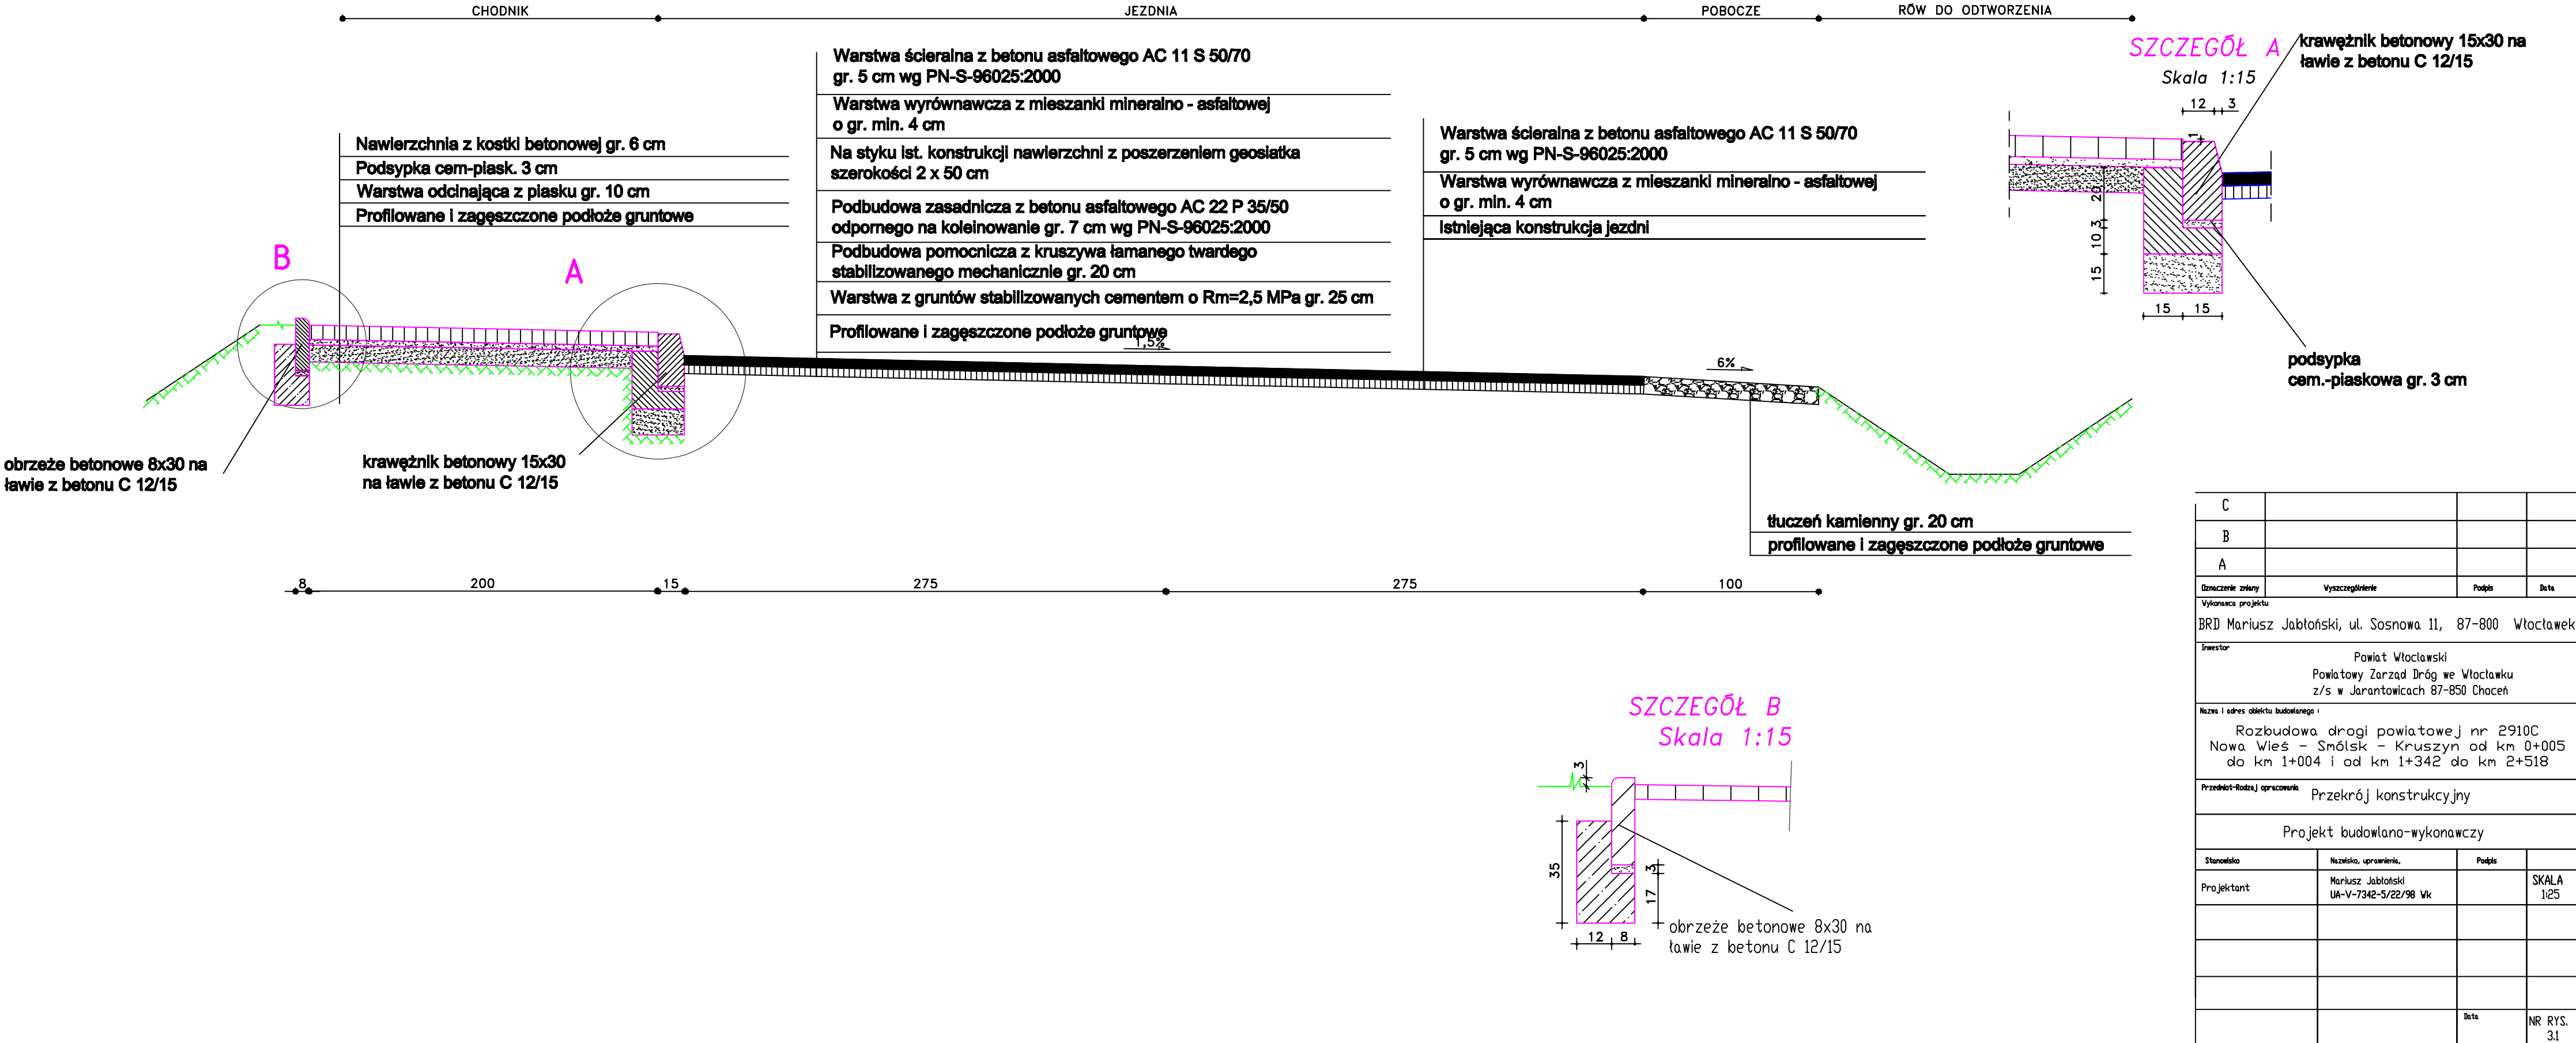 CHODNIK
JEZDNIA
POBOCZE
RÓW DO ODTWORZENIA
Warstwa ścieralna z betonu asfaltowego AC 11 S 50/70
gr. 5 cm wg PN-S-96025:2000
Warstwa wyrównawcza z mieszanki mineralno - asfaltowej
o gr. min. 4 cm
Na styku ist. konstrukcji nawierzchni z poszerzeniem geosiatka
szerokości 2 x 50 cm
Podbudowa zasadnicza z betonu asfaltowego AC 22 P 35/50
odpornego na koleinowanie gr. 7 cm wg PN-S-96025:2000
Podbudowa pomocnicza z kruszywa łamanego twardego
stabilizowanego mechanicznie gr. 20 cm
Warstwa z gruntów stabilizowanych cementem o Rm=2,5 MPa gr. 25 cm
Profilowane i zagęszczone podłoże gruntowe
Nawierzchnia z kostki betonowej gr. 6 cm
Podsypka cem-piask. 3 cm
Warstwa odcinająca z piasku gr. 10 cm
Profilowane i zagęszczone podłoże gruntowe
Warstwa ścieralna z betonu asfaltowego AC 11 S 50/70
gr. 5 cm wg PN-S-96025:2000
Warstwa wyrównawcza z mieszanki mineralno - asfaltowej
o gr. min. 4 cm
Istniejąca konstrukcja jezdni
B
A
1,5%
6%
obrzeże betonowe 8x30 na
ławie z betonu C 12/15
krawężnik betonowy 15x30
na ławie z betonu C 12/15
tłuczeń kamienny gr. 20 cm
profilowane i zagęszczone podłoże gruntowe
8
200
15
275
275
100
SZCZEGÓŁ A
Skala 1:15
krawężnik betonowy 15x30 na
ławie z betonu C 12/15
12
3
1
20
3
10
15
15
15
podsypka
cem.-piaskowa gr. 3 cm
SZCZEGÓŁ B
Skala 1:15
3
35
3
17
12
8
obrzeże betonowe 8x30 na
ławie z betonu C 12/15
C
B
A
Oznaczenie zmiany
Wyszczególnienie
Podpis
Data
Wykonawca projektu
BRD Mariusz Jabłoński, ul. Sosnowa 11, 87-800 Włocławek
Inwestor
Powiat Włoclawski
Powiatowy Zarząd Dróg we Włocławku
z/s w Jarantowicach 87-850 Choceń
Nazwa i adres obiektu budowlanego :
Rozbudowa drogi powiatowej nr 2910C
Nowa Wieś - Smólsk - Kruszyn od km 0+005
do km 1+004 i od km 1+342 do km 2+518
Przedmiot-Rodzaj opracowania
Przekrój konstrukcyjny
Projekt budowlano-wykonawczy
Stanowisko
Nazwisko, uprawnienia,
Podpis
Projektant
Mariusz Jabłoński
UA-V-7342-5/22/98 Wk
SKALA
1:25
Data
NR RYS.
3.1